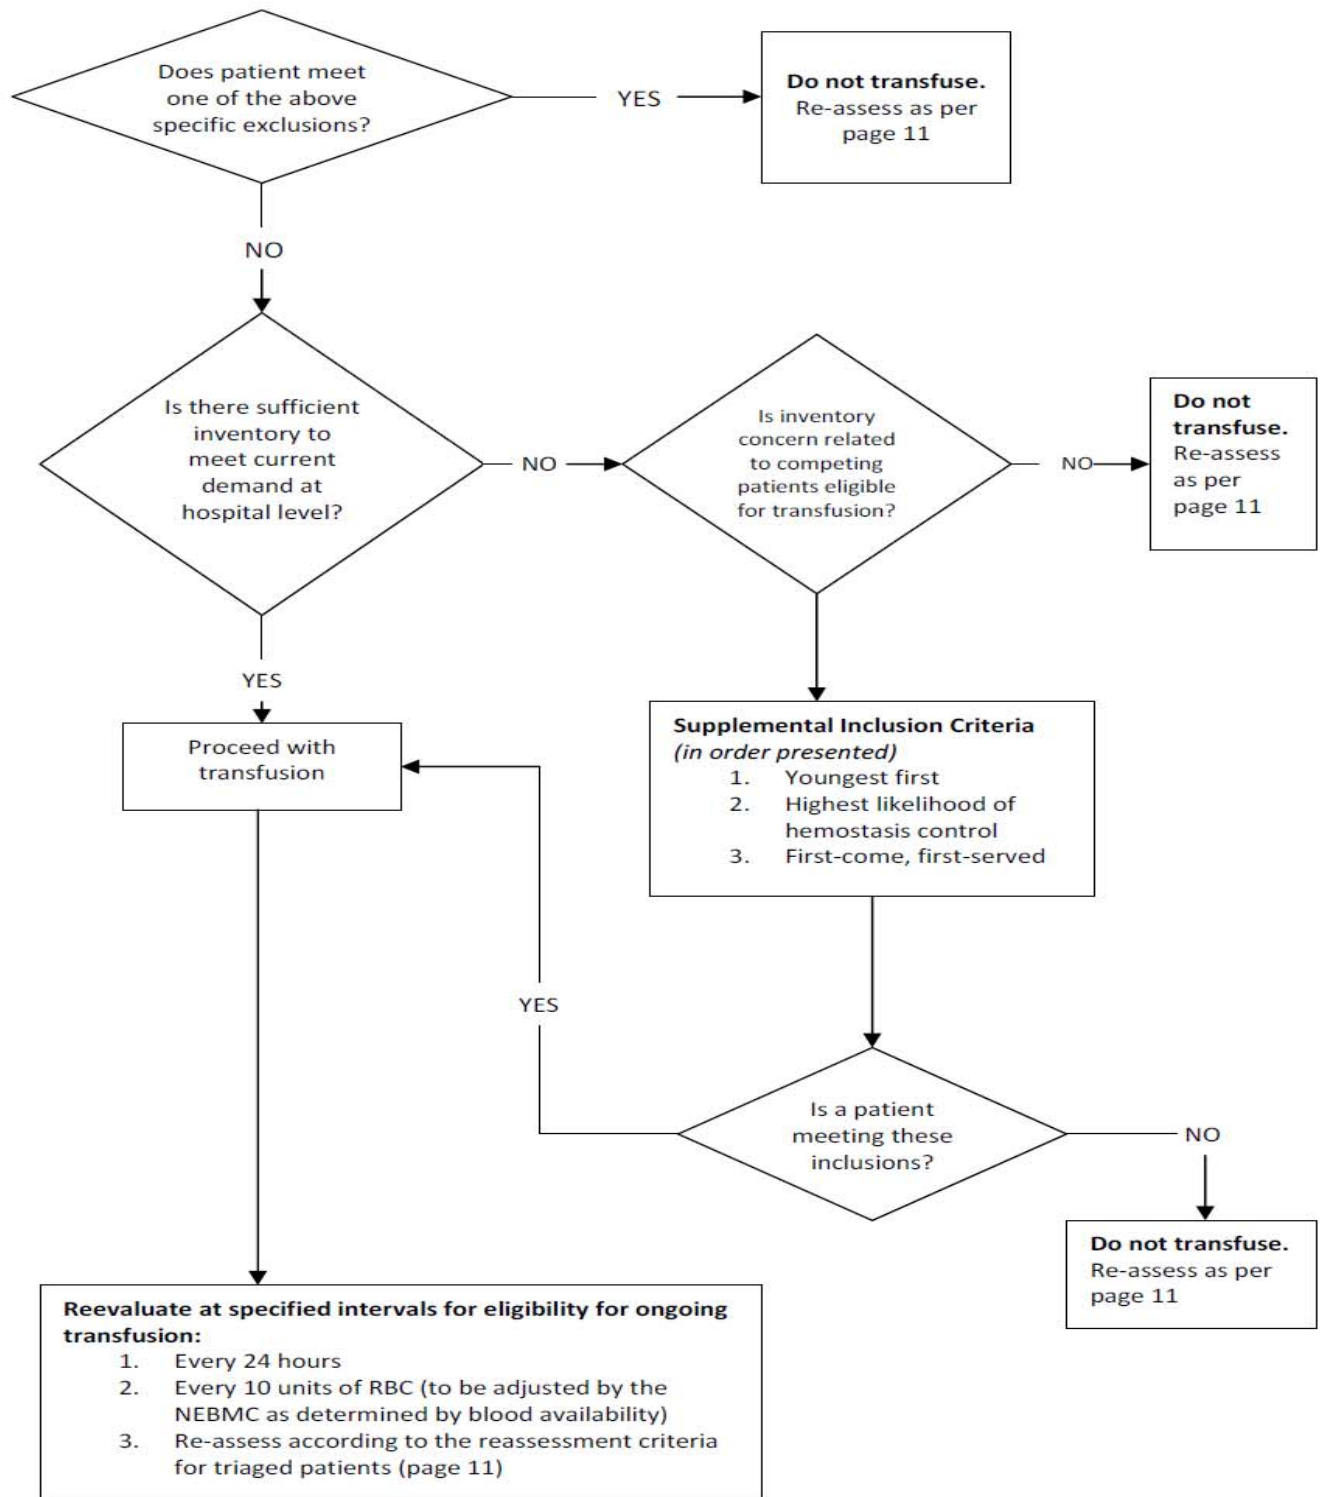 Does patient meet
one of the above
specific exclusions?
YES
Do not transfuse.
Re-assess as per
page 11
NO
Is there sufficient
inventory to
meet current
demand at
hospital level?
NO
Is inventory
concern related
to competing
patients eligible
for transfusion?
NO
Do not
transfuse.
Re-assess
as per
page 11
YES
Proceed with
transfusion
Supplemental Inclusion Criteria
(in order presented)
1. Youngest first
2. Highest likelihood of
hemostasis control
3. First-come, first-served
YES
Is a patient
meeting these
inclusions?
NO
Do not transfuse.
Re-assess as per
page 11
Reevaluate at specified intervals for eligibility for ongoing
transfusion:
1. Every 24 hours
2. Every 10 units of RBC (to be adjusted by the
NEBMC as determined by blood availability)
3. Re-assess according to the reassessment criteria
for triaged patients (page 11)